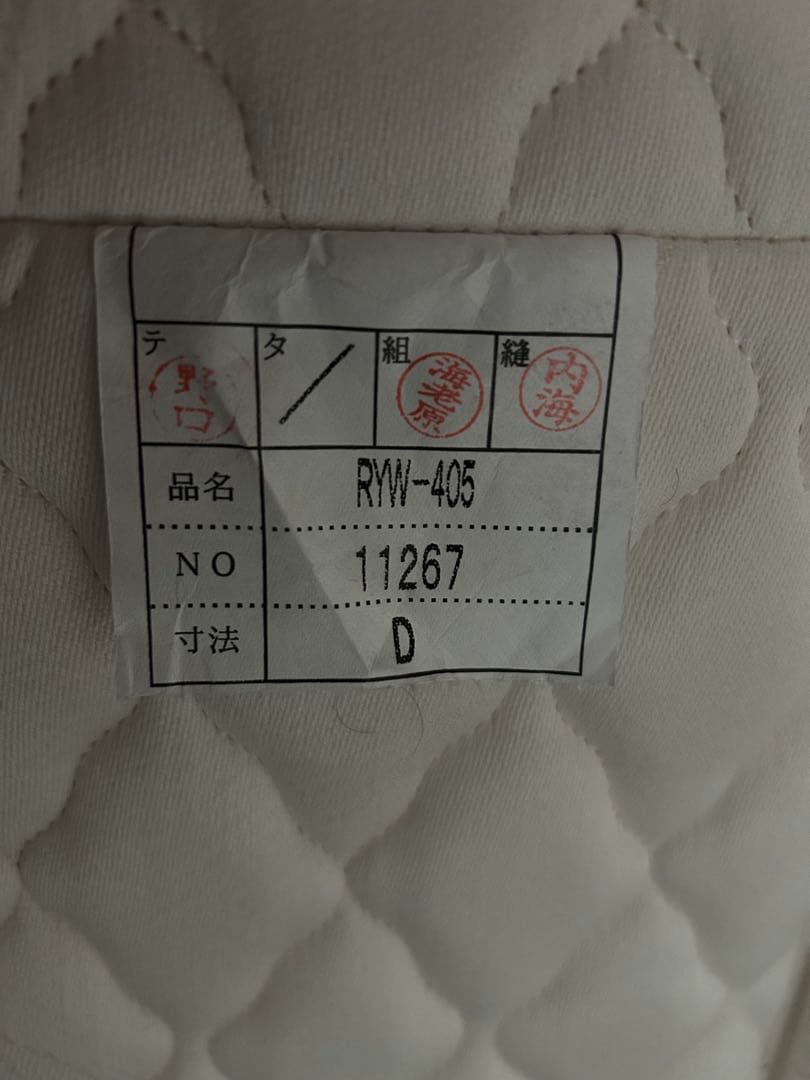 テ タ 組 縫
野口 / 海老原 内海
品名 RYW-405
NO 11267
寸法 D